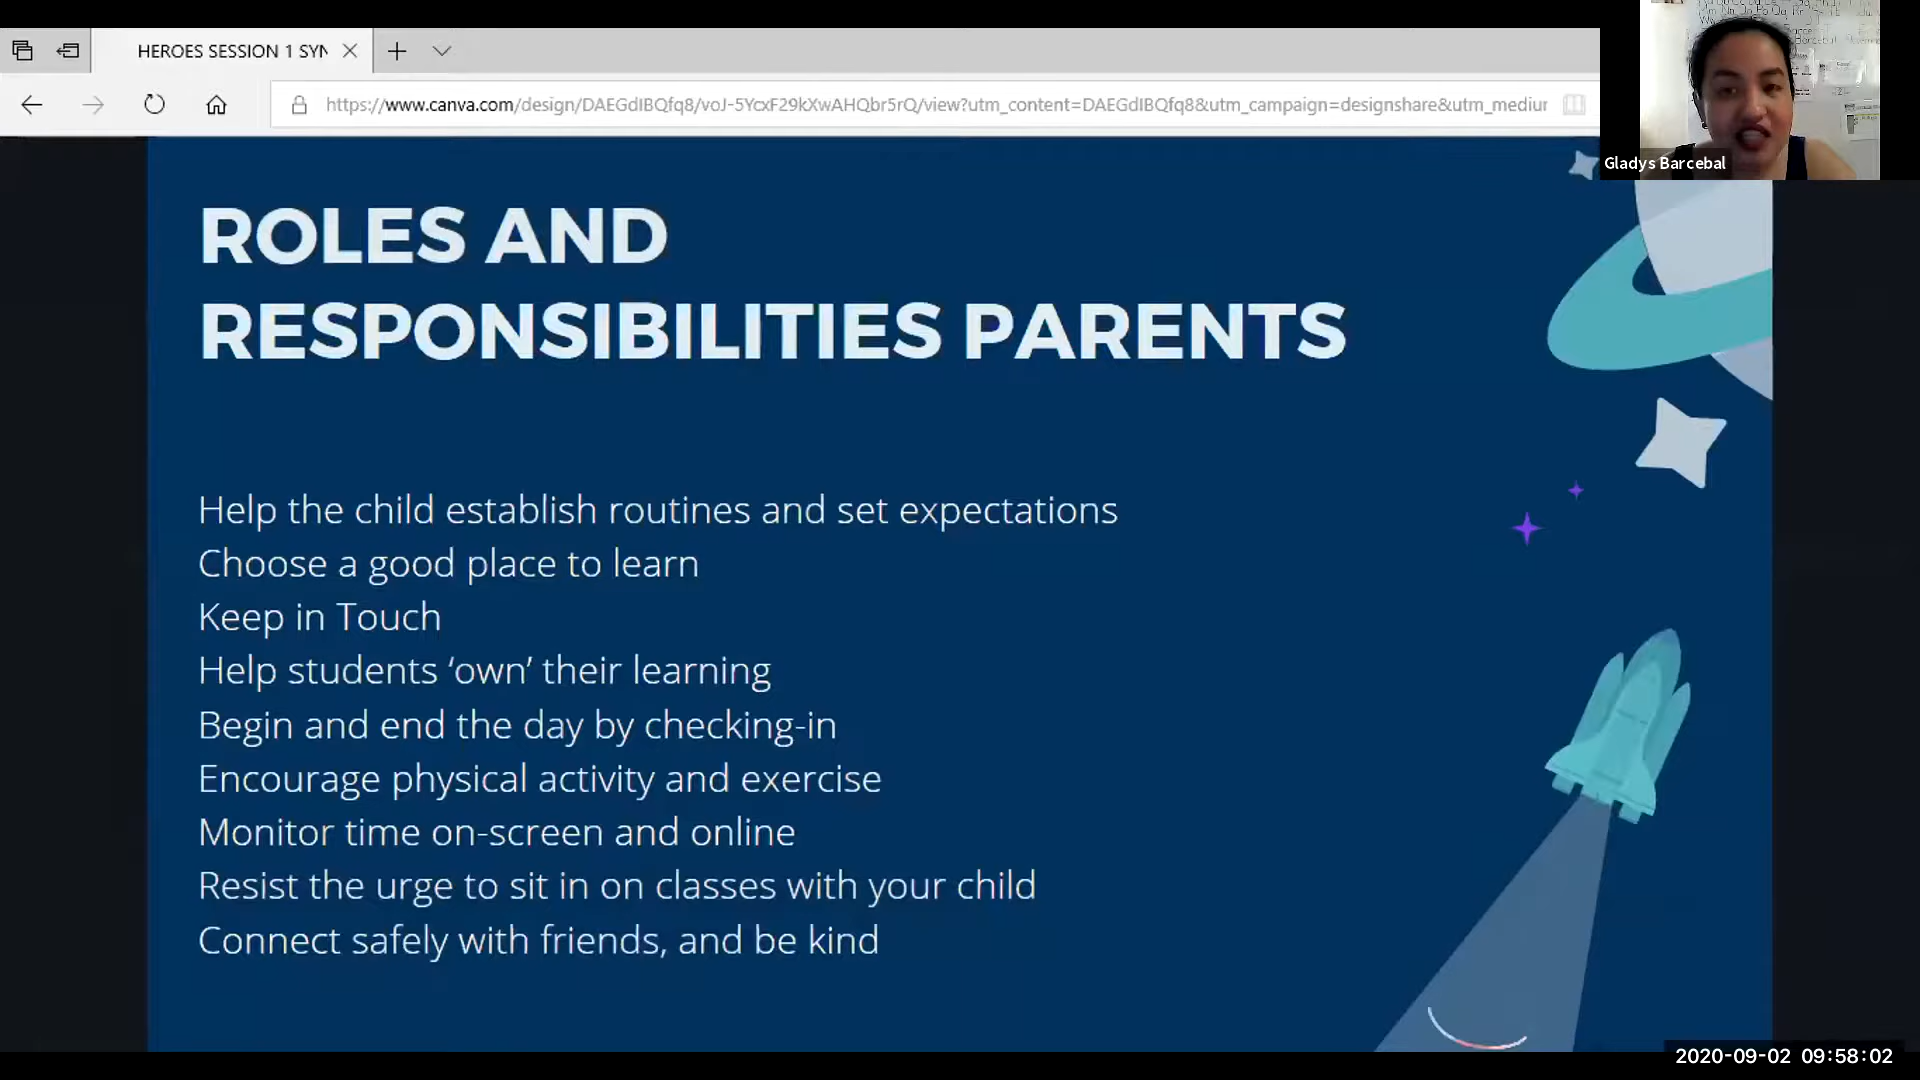 HEROES SESSION 1 SYN
https://www.canva.com/design/DAEGdIBQfq8/voJ-5YcxF29kXwAHQbr5rQ/view?utm_content=DAEGdIBQfq8&utm_campaign=designshare&utm_mediur
Gladys Barcebal
ROLES AND
RESPONSIBILITIES PARENTS
Help the child establish routines and set expectations
Choose a good place to learn
Keep in Touch
Help students ‘own’ their learning
Begin and end the day by checking-in
Encourage physical activity and exercise
Monitor time on-screen and online
Resist the urge to sit in on classes with your child
Connect safely with friends, and be kind
2020-09-02 09:58:02